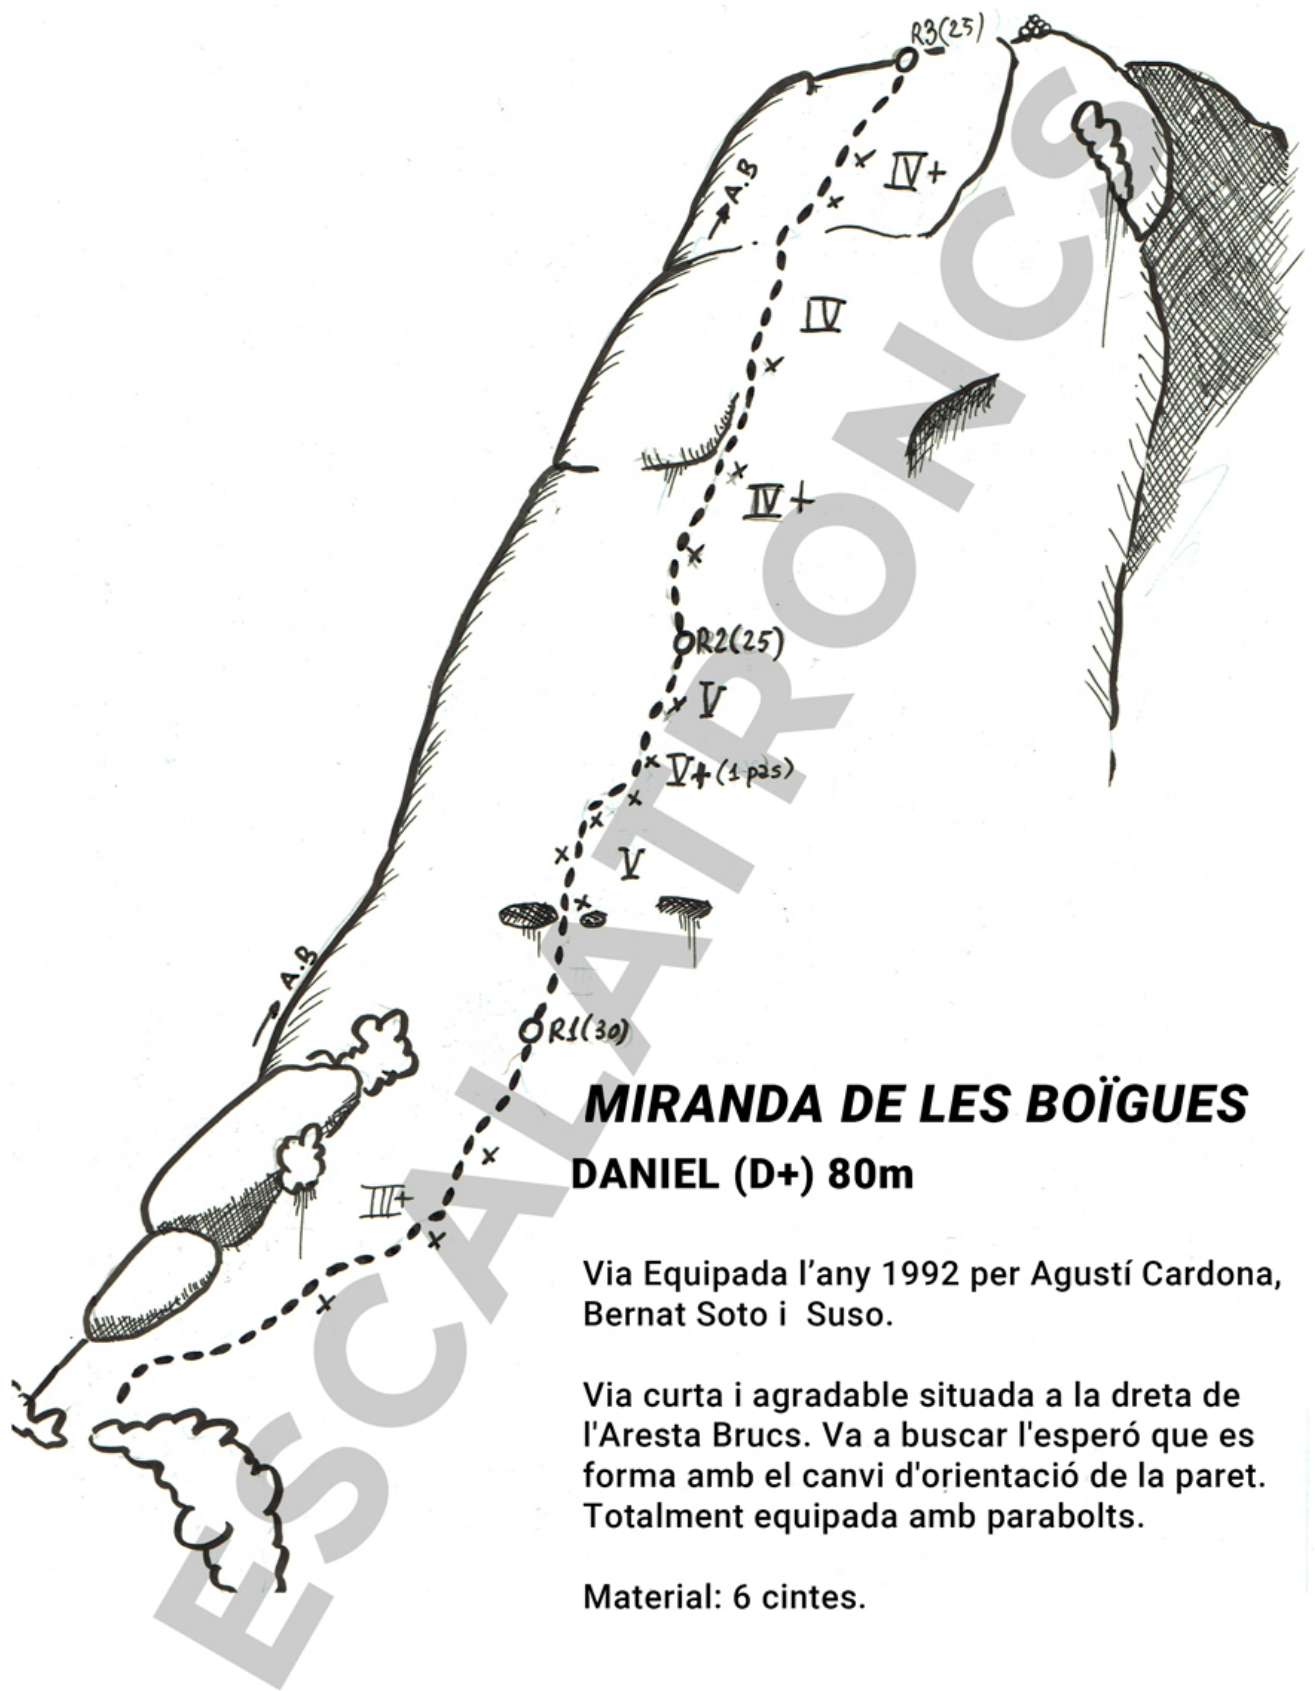 R3(25)
A.B
IV+
IV
IV+
R2(25)
V
V+(1 pas)
V
A.B
R1(30)
III+
MIRANDA DE LES BOÏGUES
DANIEL (D+) 80m
Via Equipada l’any 1992 per Agustí Cardona,
Bernat Soto i Suso.
Via curta i agradable situada a la dreta de
l'Aresta Brucs. Va a buscar l'esperó que es
forma amb el canvi d'orientació de la paret.
Totalment equipada amb parabolts.
Material: 6 cintes.
ESCALATRONCS